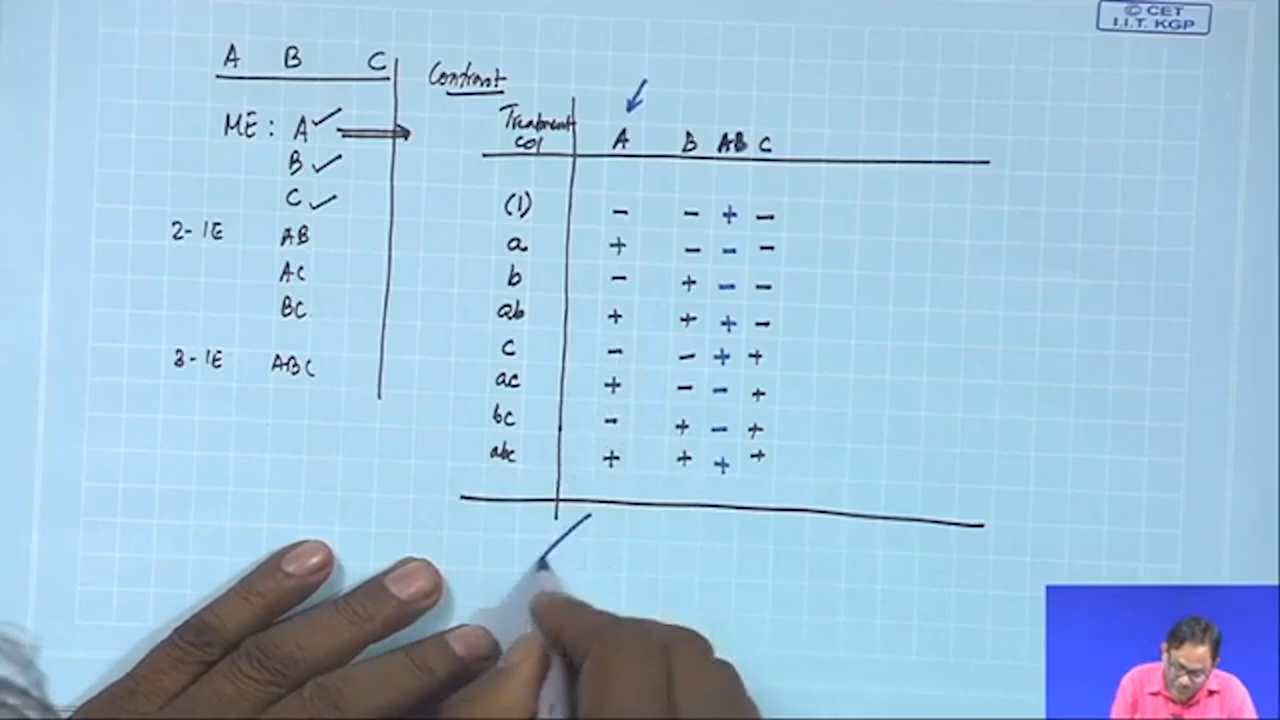 © CET
I.I.T. KGP
A B C
ME: A ✓
B ✓
C ✓
2-IE AB
AC
BC
3-IE ABC
Contrast
Treatment A B AB C
(1) - - + -
a + - - -
b - + - -
ab + + + -
c - - + +
ac + - - +
bc - + - +
abc + + + +